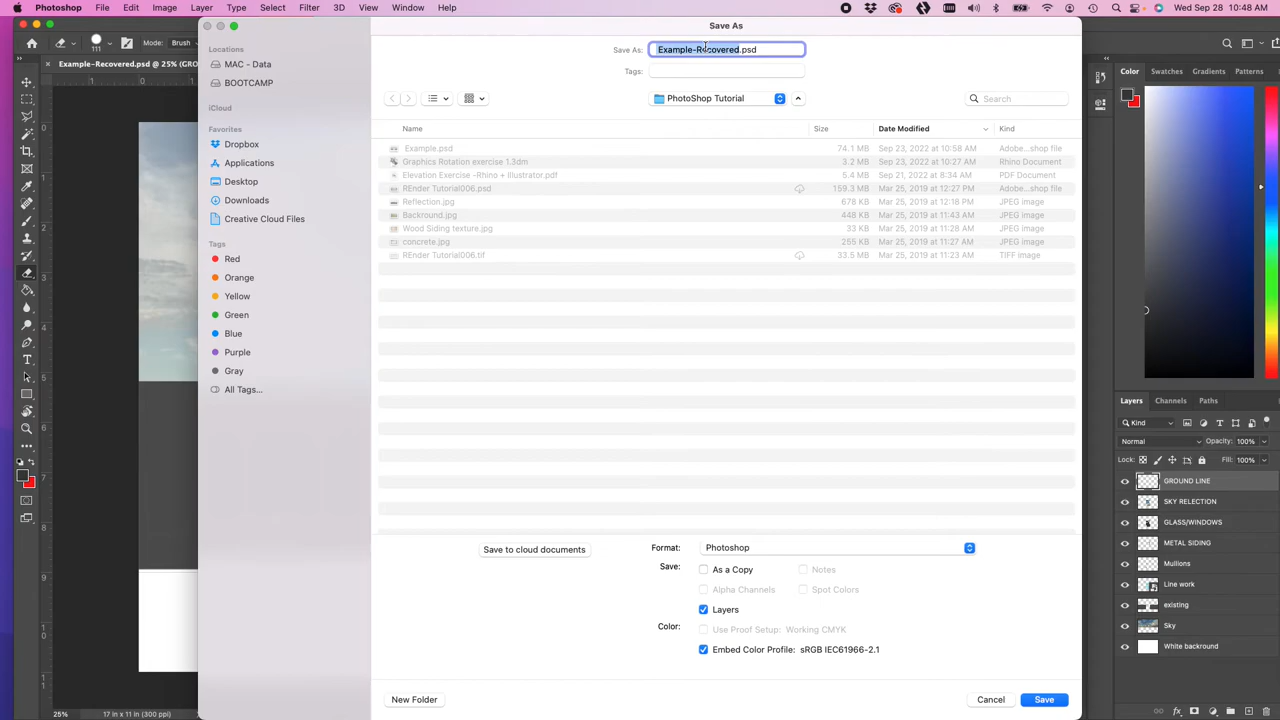 Photoshop File Edit Image Layer Type Select Filter 3D View Window Help Fri Nov 18 10:48 AM
Save As
111 Mode: Brush
Example-Recovered.psd @ 25% (GRO
Locations
MAC - Data
BOOTCAMP
iCloud
Favorites
Dropbox
Applications
Desktop
Downloads
Creative Cloud Files
Tags
Red
Orange
Yellow
Green
Blue
Purple
Gray
All Tags...
Save As: Example-Recovered.psd
Tags:
PhotoShop Tutorial
Search
Name Size Date Modified Kind
Example.psd 74.1 MB Sep 23, 2022 at 10:58 AM Adobe...shop file
Graphics Rotation exercise 1.3dm 3.2 MB Sep 23, 2022 at 10:27 AM Rhino Document
Elevation Exercise -Rhino + Illustrator.pdf 5.4 MB Sep 21, 2022 at 8:34 AM PDF Document
REnder Tutorial006.psd 159.3 MB Mar 25, 2019 at 12:27 PM Adobe...shop file
Reflection.jpg 678 KB Mar 25, 2019 at 12:18 PM JPEG image
Backround.jpg 448 KB Mar 25, 2019 at 11:43 AM JPEG image
Wood Siding texture.jpg 33 KB Mar 25, 2019 at 11:28 AM JPEG image
concrete.jpg 255 KB Mar 25, 2019 at 11:27 AM JPEG image
REnder Tutorial006.tif 33.5 MB Mar 25, 2019 at 11:23 AM TIFF image
Save to cloud documents
Format: Photoshop
Save: As a Copy Notes
Alpha Channels Spot Colors
Layers
Color: Use Proof Setup: Working CMYK
Embed Color Profile: sRGB IEC61966-2.1
New Folder Cancel Save
Color Swatches Gradients Patterns
Layers Channels Paths
Kind
Normal Opacity: 100%
Lock: Fill: 100%
GROUND LINE
SKY RELECTION
GLASS/WINDOWS
METAL SIDING
Mullions
Line work
existing
Sky
White backround
25% 17 in x 11 in (300 ppi)